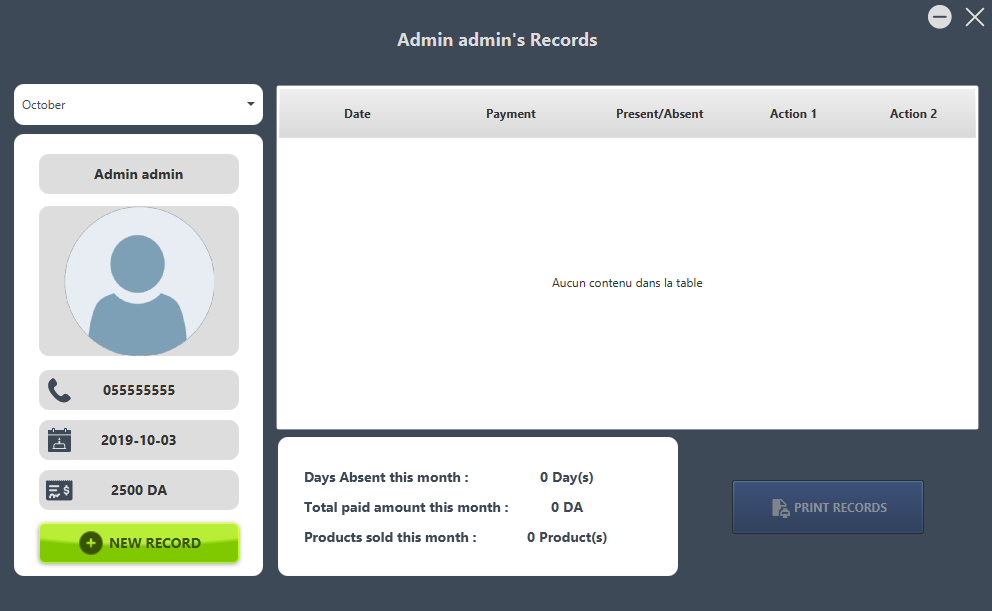 Admin admin's Records
October
Admin admin
055555555
2019-10-03
2500 DA
NEW RECORD
Date Payment Present/Absent Action 1 Action 2
Aucun contenu dans la table
Days Absent this month : 0 Day(s)
Total paid amount this month : 0 DA
Products sold this month : 0 Product(s)
PRINT RECORDS